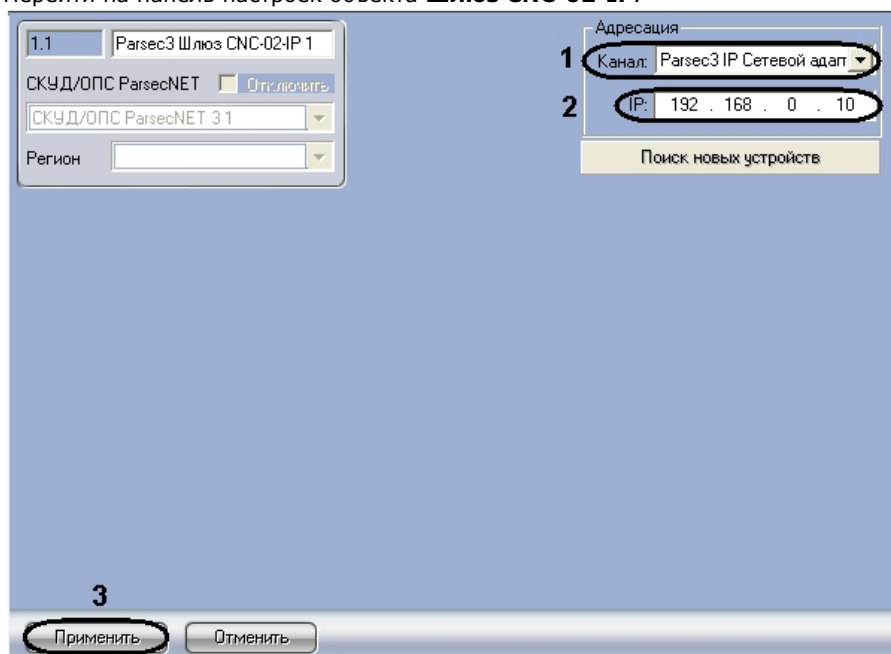 Перейти на панель настроек объекта Шлюз CNC-02-IP.
1.1 Parsec3 Шлюз CNC-02-IP 1
СКУД/ОПС ParsecNET Отключить
СКУД/ОПС ParsecNET 3 1
Регион
Адресация
1 Канал: Parsec3 IP Сетевой адапт
2 IP: 192 . 168 . 0 . 10
Поиск новых устройств
3
Применить Отменить